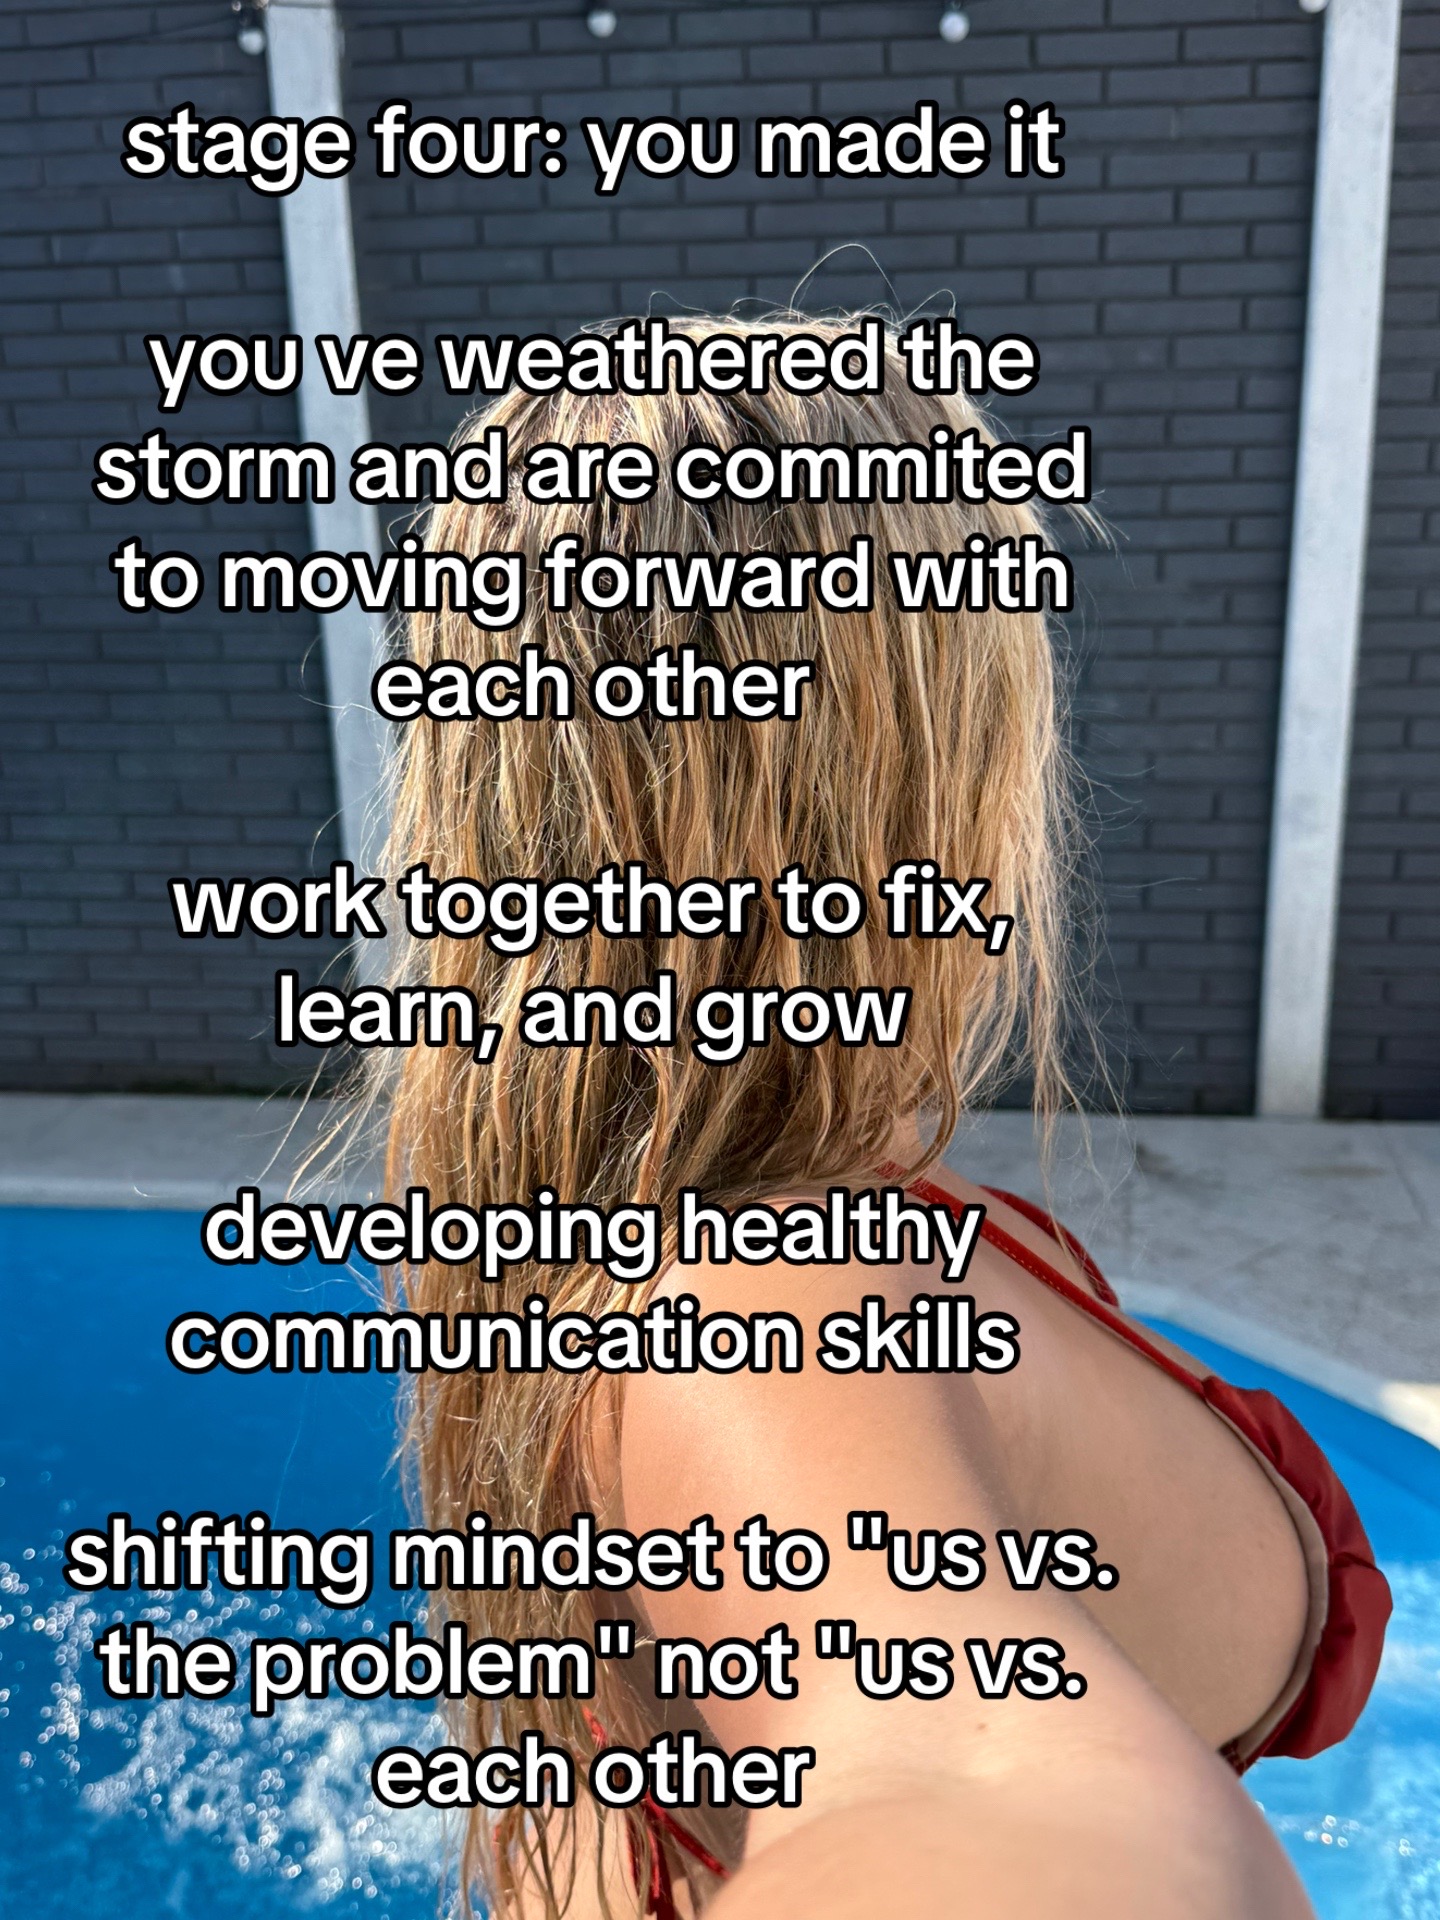 stage four: you made it
you ve weathered the
storm and are commited
to moving forward with
each other
work together to fix,
learn, and grow
developing healthy
communication skills
shifting mindset to "us vs.
the problem" not "us vs.
each other